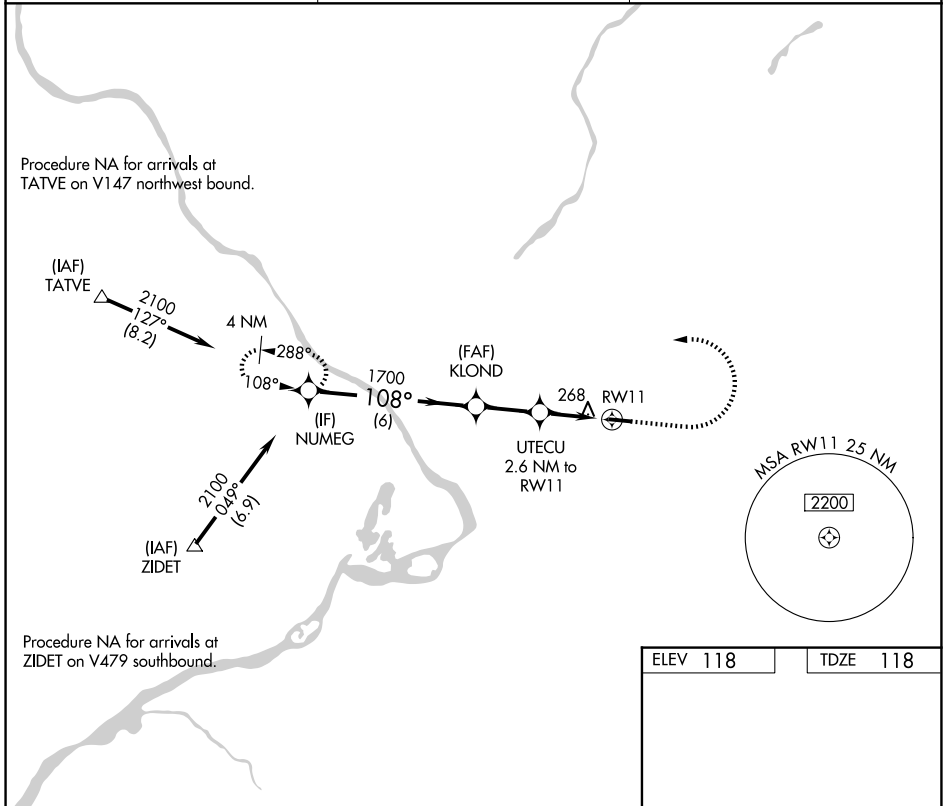 Procedure NA for arrivals at
TATVE on V147 northwest bound.
(IAF)
TATVE
2100
127°
(8.2)
4 NM
288°
108°
(IF)
NUMEG
1700
108°
(6)
(FAF)
KLOND
268
RW11
UTECU
2.6 NM to
RW11
2100
049°
(6.9)
(IAF)
ZIDET
MSA RW11 25 NM
2200
Procedure NA for arrivals at
ZIDET on V479 southbound.
ELEV 118
TDZE 118